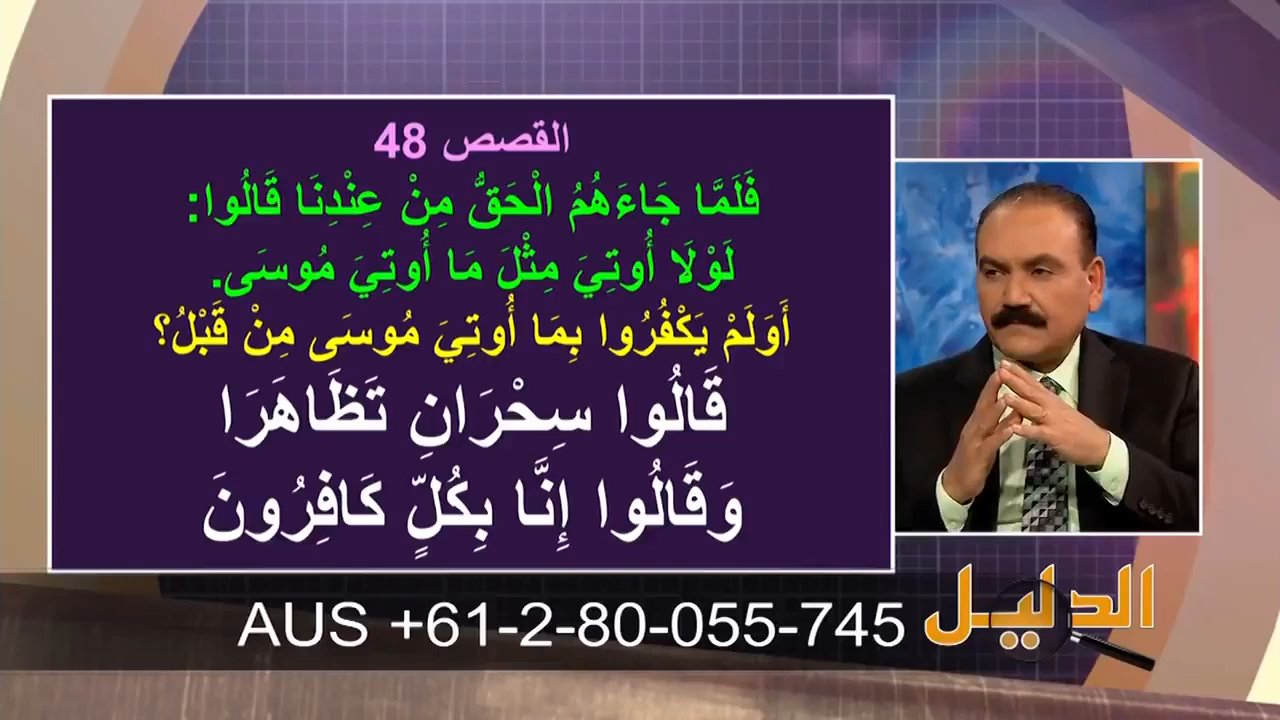 القصص 48
فَلَمَّا جَاءَهُمُ الْحَقُّ مِنْ عِنْدِنَا قَالُوا:
لَوْلَا أُوتِيَ مِثْلَ مَا أُوتِيَ مُوسَى.
أَوَلَمْ يَكْفُرُوا بِمَا أُوتِيَ مُوسَى مِنْ قَبْلُ؟
قَالُوا سِحْرَانِ تَظَاهَرَا
وَقَالُوا إِنَّا بِكُلٍّ كَافِرُونَ
الدليل
AUS +61-2-80-055-745